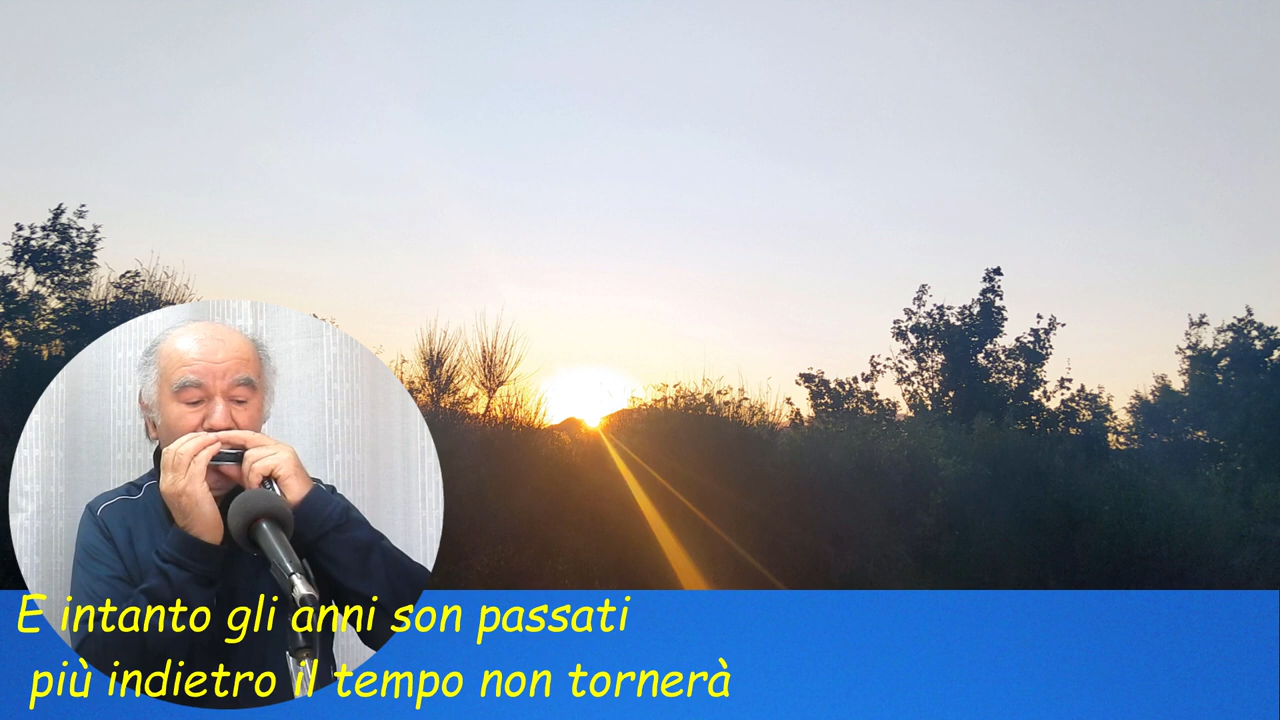 E intanto gli anni son passati
più indietro il tempo non tornerà